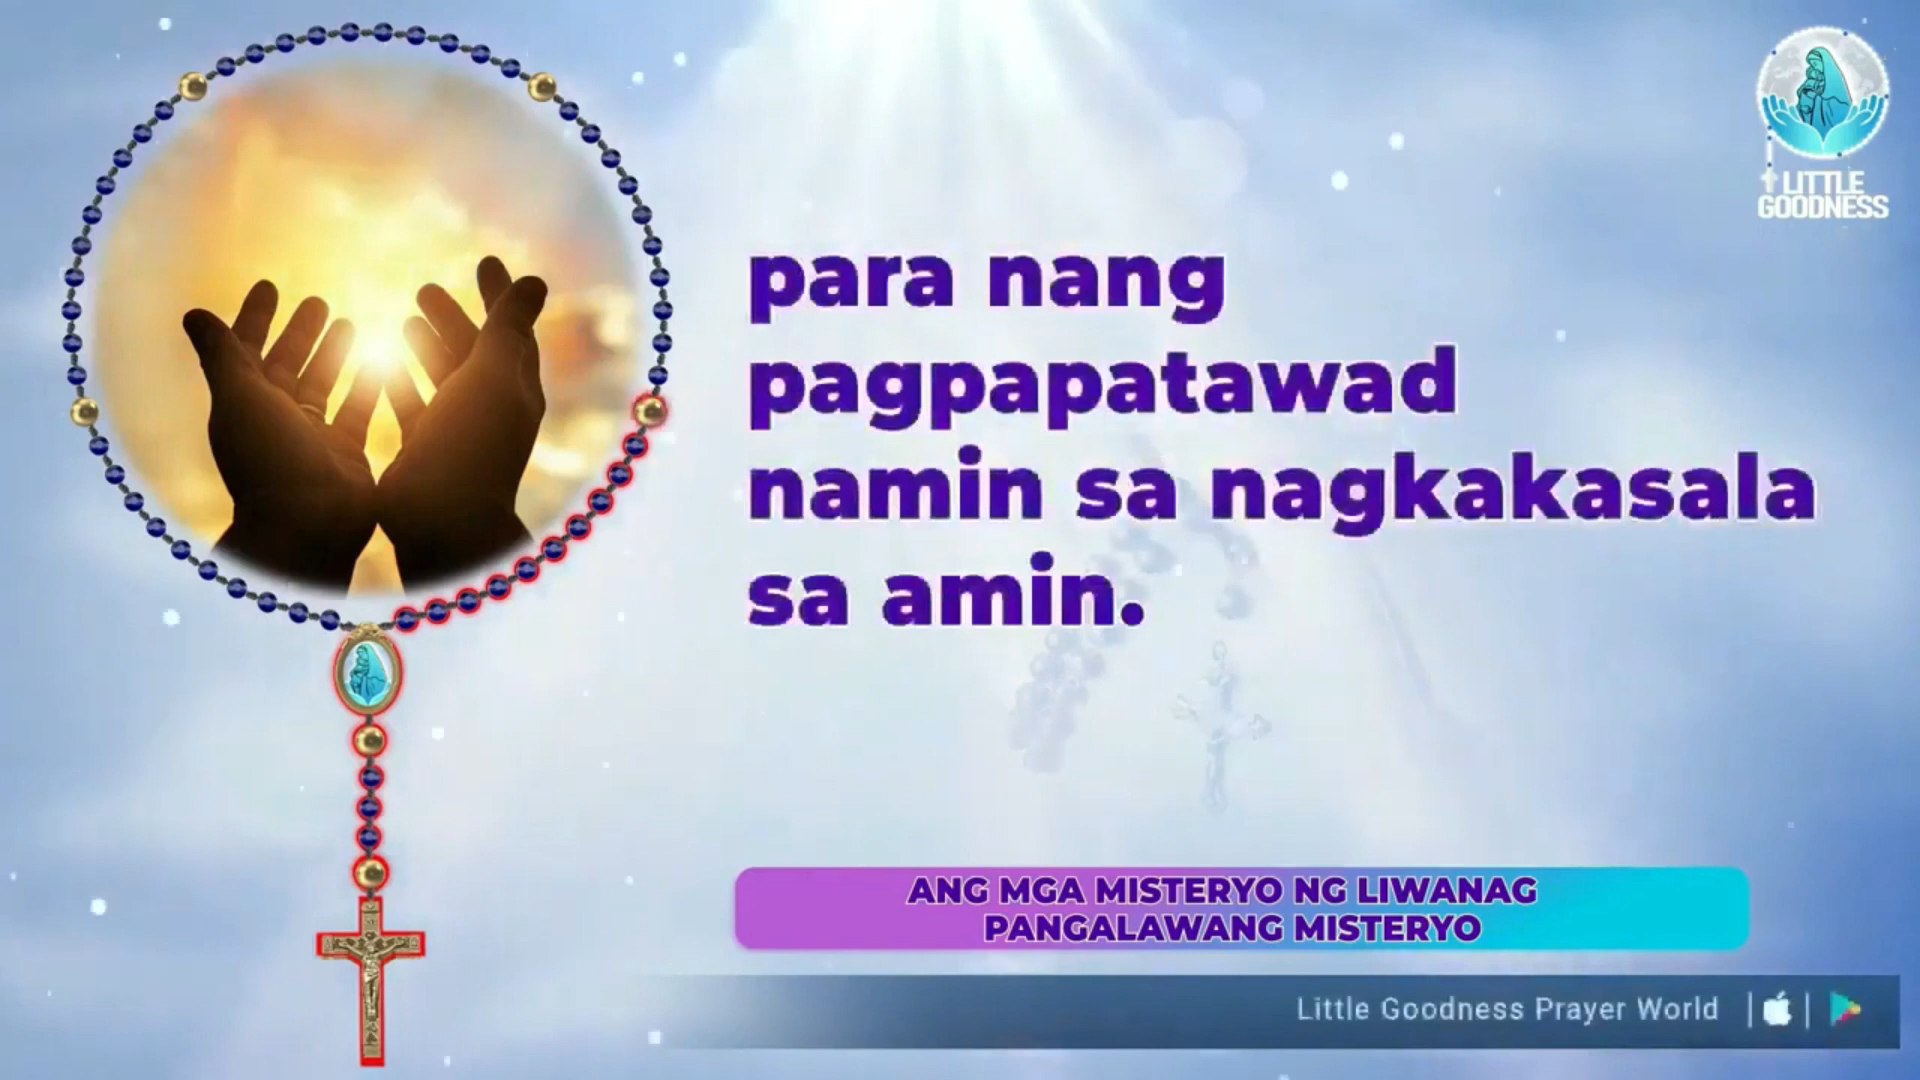 LITTLE
GOODNESS
para nang
pagpapatawad
namin sa nagkakasala
sa amin.
ANG MGA MISTERYO NG LIWANAG
PANGALAWANG MISTERYO
Little Goodness Prayer World